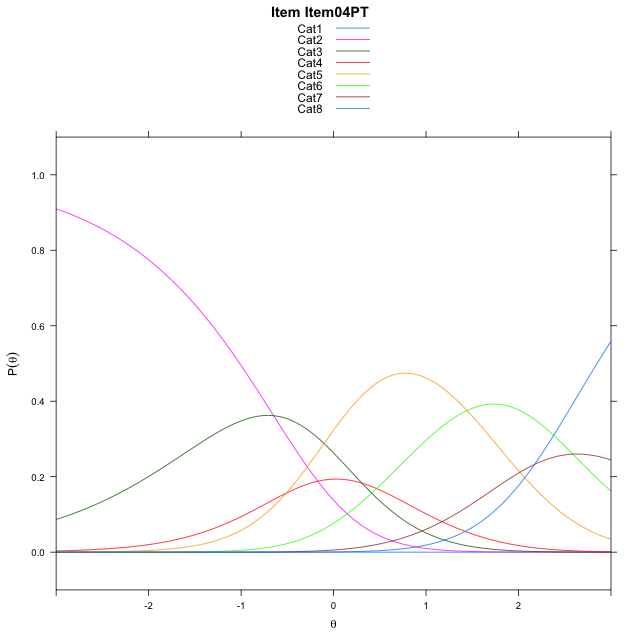 Item Item04PT
Cat1
Cat2
Cat3
Cat4
Cat5
Cat6
Cat7
Cat8
1.0
0.8
0.6
0.4
0.2
0.0
P(θ)
-2 -1 0 1 2
θ